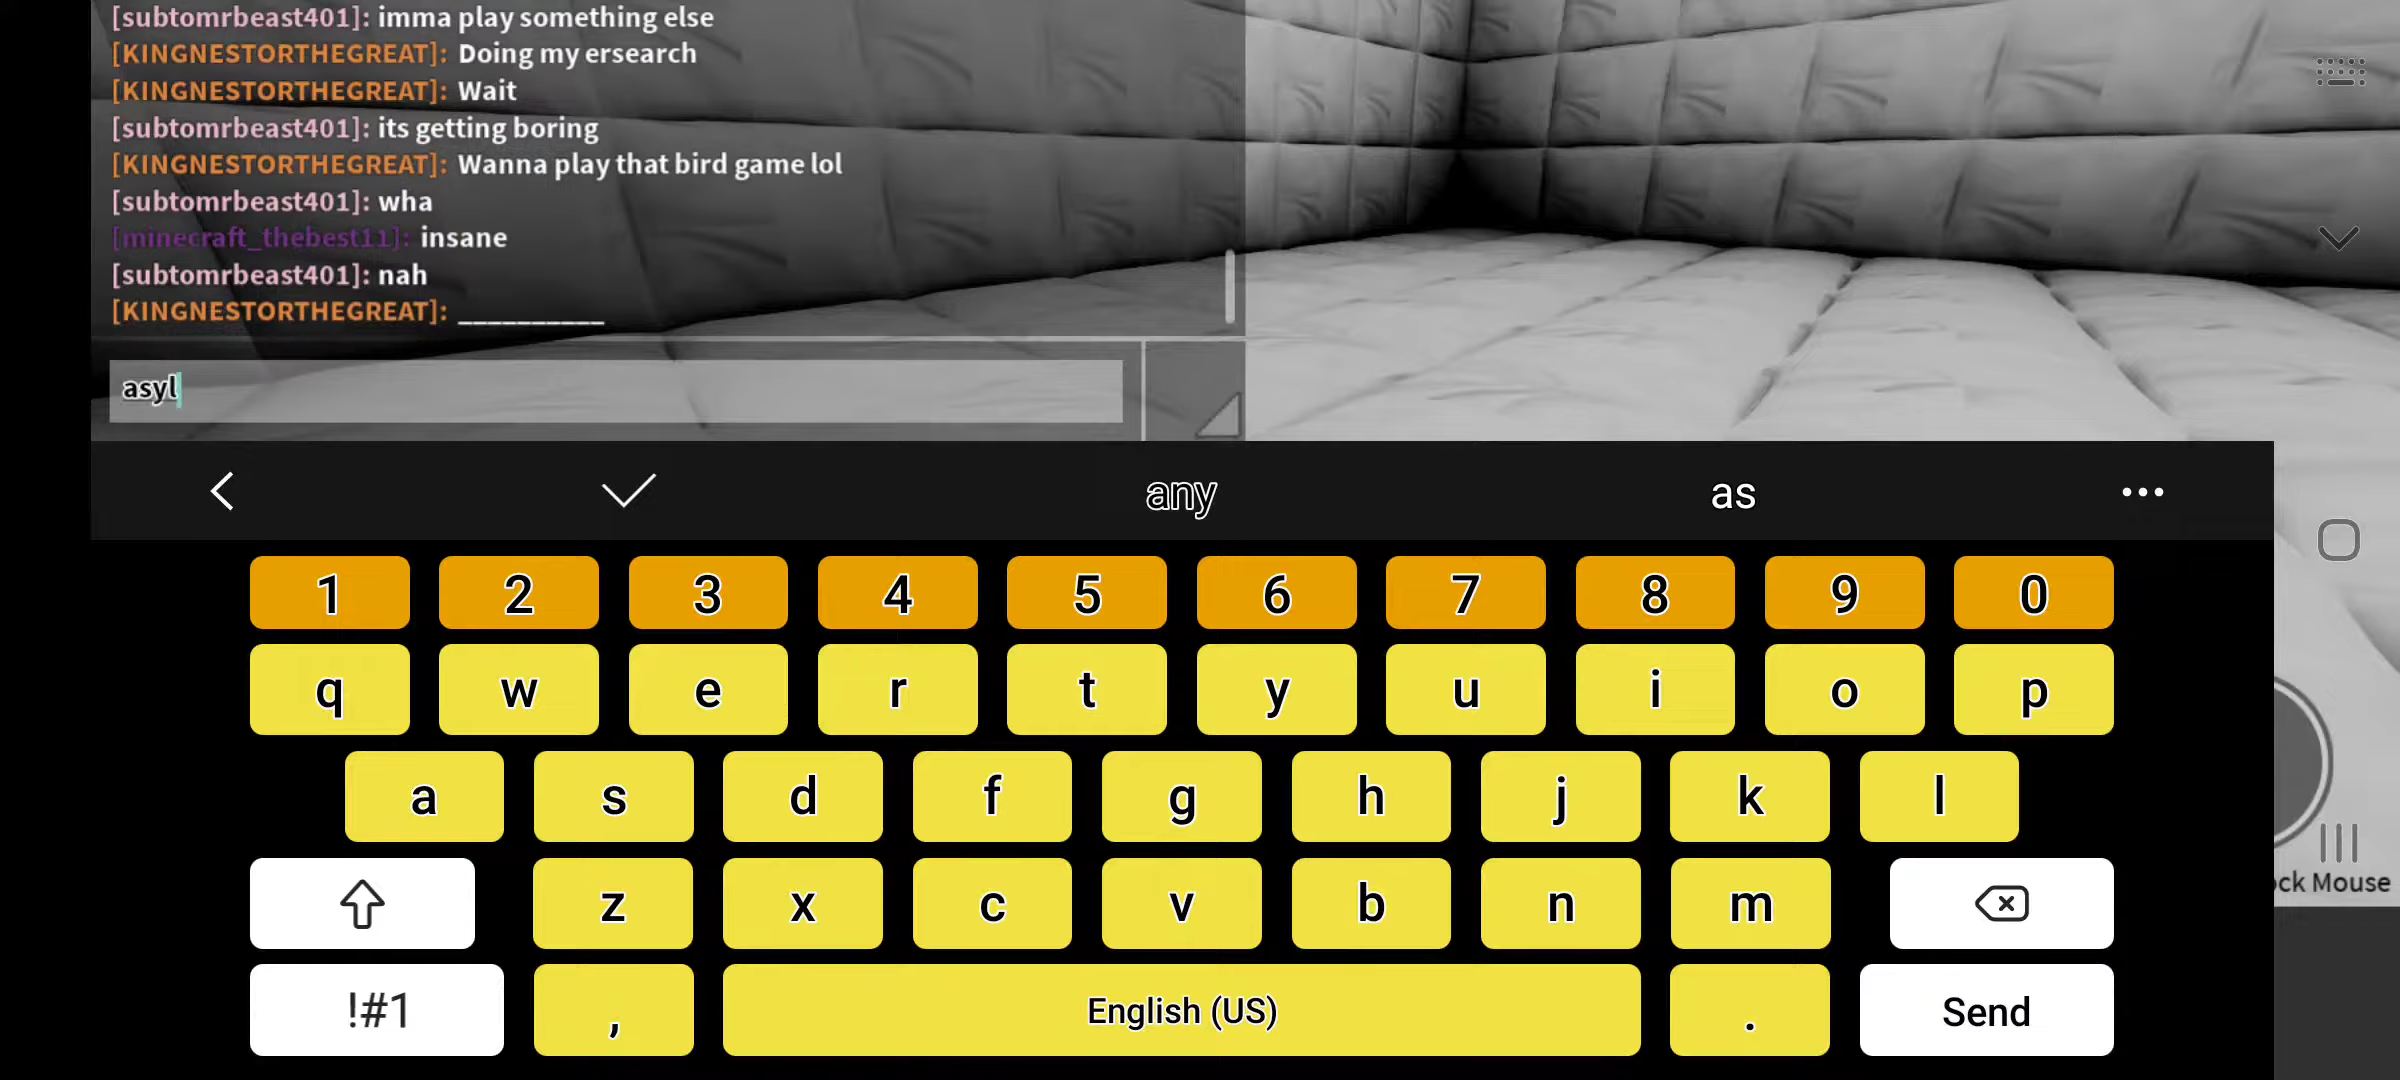 [subtomrbeast401]: imma play something else
[KINGNESTORTHEGREAT]: Doing my ersearch
[KINGNESTORTHEGREAT]: Wait
[subtomrbeast401]: its getting boring
[KINGNESTORTHEGREAT]: Wanna play that bird game lol
[subtomrbeast401]: wha
[minecraft_thebest11]: insane
[subtomrbeast401]: nah
[KINGNESTORTHEGREAT]: __________
asyl
any as
1 2 3 4 5 6 7 8 9 0
q w e r t y u i o p
a s d f g h j k l
z x c v b n m
ck Mouse
!#1 , English (US) . Send